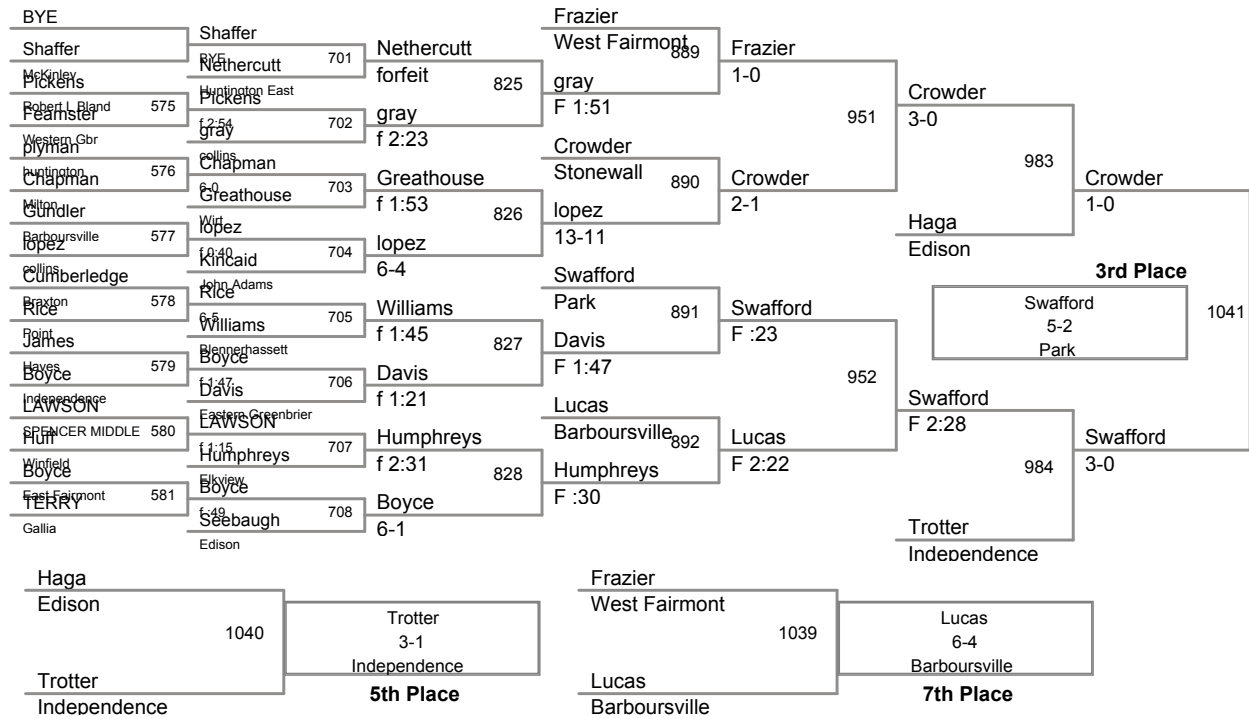 BYE
Shaffer
McKinley
Pickens
Robert L Bland
575
Feamster
Western Gbr
plyman
huntington
576
Chapman
Milton
Gundler
Barboursville
577
lopez
collins
Cumberledge
Braxton
578
Rice
Point
James
Hayes
579
Boyce
Independence
LAWSON
SPENCER MIDDLE
580
Huff
Winfield
Boyce
East Fairmont
581
TERRY
Gallia
Shaffer
BYE
701
Nethercutt
Huntington East
Pickens
f 2:54
702
gray
collins
Chapman
6-0
703
Greathouse
Wirt
lopez
f 0:40
704
Kincaid
John Adams
Rice
6-5
705
Williams
Blennerhassett
Boyce
f 1:47
706
Davis
Eastern Greenbrier
LAWSON
f 1:15
707
Humphreys
Elkview
Boyce
f :49
708
Seebaugh
Edison
Nethercutt
forfeit
825
gray
f 2:23
Greathouse
f 1:53
826
lopez
6-4
Williams
f 1:45
827
Davis
f 1:21
Humphreys
f 2:31
828
Boyce
6-1
Frazier
West Fairmont
889
gray
F 1:51
Crowder
Stonewall
890
lopez
13-11
Swafford
Park
891
Davis
F 1:47
Lucas
Barboursville
892
Humphreys
F :30
Frazier
1-0
951
Crowder
2-1
Swafford
F :23
952
Lucas
F 2:22
Crowder
3-0
983
Haga
Edison
Swafford
F 2:28
984
Trotter
Independence
Crowder
1-0
1041
Swafford
3-0
3rd Place
Swafford
5-2
Park
Haga
Edison
1040
Trotter
Independence
Trotter
3-1
Independence
5th Place
Frazier
West Fairmont
1039
Lucas
Barboursville
Lucas
6-4
Barboursville
7th Place